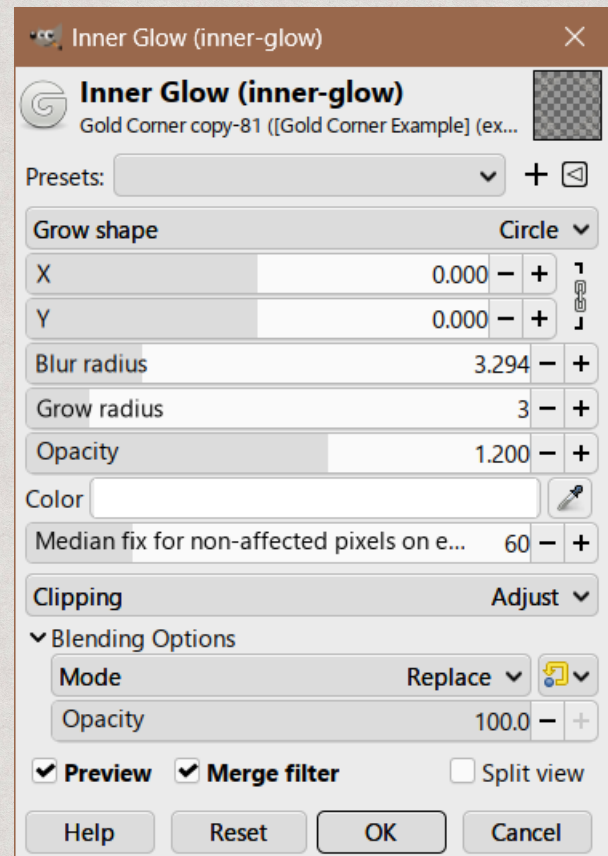 Inner Glow (inner-glow)
Inner Glow (inner-glow)
Gold Corner copy-81 ([Gold Corner Example] (ex...
Presets:
Grow shape Circle
X 0.000
Y 0.000
Blur radius 3.294
Grow radius 3
Opacity 1.200
Color
Median fix for non-affected pixels on e... 60
Clipping Adjust
Blending Options
Mode Replace
Opacity 100.0
Preview Merge filter Split view
Help Reset OK Cancel